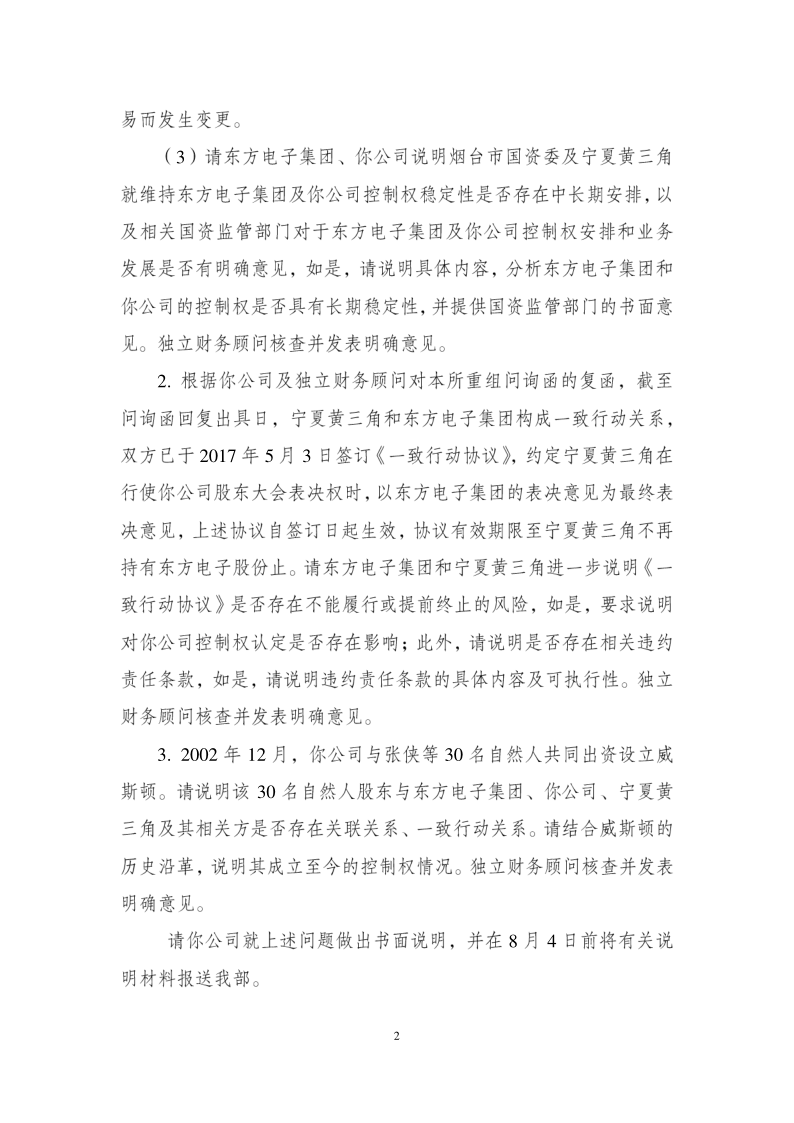 易而发生变更。
（3）请东方电子集团、你公司说明烟台市国资委及宁夏黄三角
就维持东方电子集团及你公司控制权稳定性是否存在中长期安排，以
及相关国资监管部门对于东方电子集团及你公司控制权安排和业务
发展是否有明确意见，如是，请说明具体内容，分析东方电子集团和
你公司的控制权是否具有长期稳定性，并提供国资监管部门的书面意
见。独立财务顾问核查并发表明确意见。
2. 根据你公司及独立财务顾问对本所重组问询函的复函，截至
问询函回复出具日，宁夏黄三角和东方电子集团构成一致行动关系，
双方已于 2017 年 5 月 3 日签订《一致行动协议》，约定宁夏黄三角在
行使你公司股东大会表决权时，以东方电子集团的表决意见为最终表
决意见，上述协议自签订日起生效，协议有效期限至宁夏黄三角不再
持有东方电子股份止。请东方电子集团和宁夏黄三角进一步说明《一
致行动协议》是否存在不能履行或提前终止的风险，如是，要求说明
对你公司控制权认定是否存在影响；此外，请说明是否存在相关违约
责任条款，如是，请说明违约责任条款的具体内容及可执行性。独立
财务顾问核查并发表明确意见。
3. 2002 年 12 月，你公司与张侠等 30 名自然人共同出资设立威
斯顿。请说明该 30 名自然人股东与东方电子集团、你公司、宁夏黄
三角及其相关方是否存在关联关系、一致行动关系。请结合威斯顿的
历史沿革，说明其成立至今的控制权情况。独立财务顾问核查并发表
明确意见。
请你公司就上述问题做出书面说明，并在 8 月 4 日前将有关说
明材料报送我部。
2